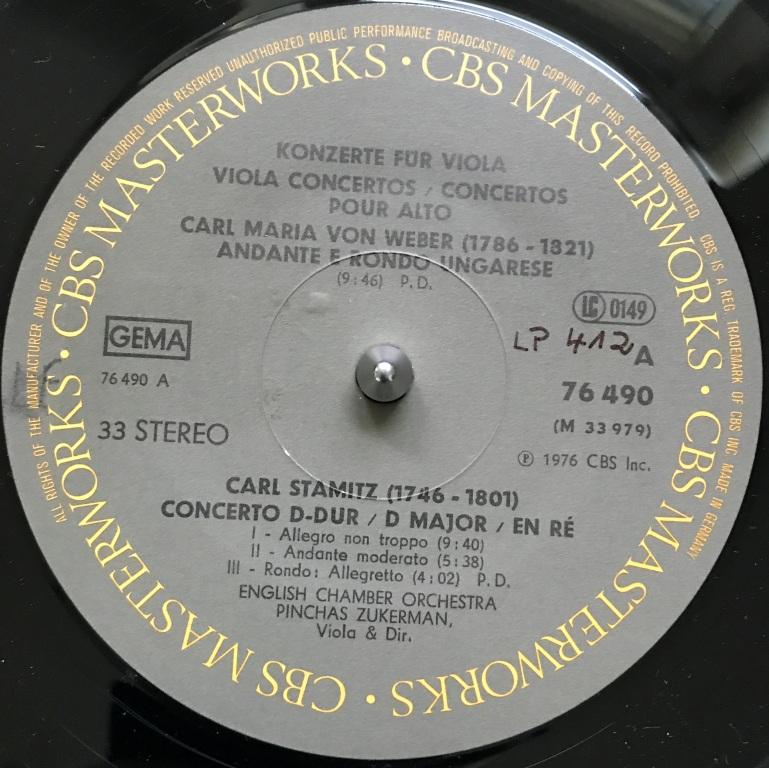 ALL RIGHTS OF THE MANUFACTURER AND OF THE OWNER OF THE RECORDED WORK RESERVED UNAUTHORIZED PUBLIC PERFORMANCE BROADCASTING AND COPYING OF THIS RECORD PROHIBITED CBS IS A REG. TRADEMARK OF CBS INC. MADE IN GERMANY
CBS MASTERWORKS • CBS MASTERWORKS • CBS MASTERWORKS • CBS MASTERWORKS • CBS MASTERWORKS •
KONZERTE FÜR VIOLA
VIOLA CONCERTOS / CONCERTOS
POUR ALTO
CARL MARIA VON WEBER (1786 - 1821)
ANDANTE E RONDO UNGARESE
(9:46) P.D.
LC 0149
GEMA
LP 412 A
76 490 A
76 490
(M 33 979)
33 STEREO
Ⓟ 1976 CBS Inc.
CARL STAMITZ (1746 - 1801)
CONCERTO D-DUR / D MAJOR / EN RÉ
I - Allegro non troppo (9:40)
II - Andante moderato (5:38)
III - Rondo: Allegretto (4:02) P.D.
ENGLISH CHAMBER ORCHESTRA
PINCHAS ZUKERMAN,
Viola & Dir.